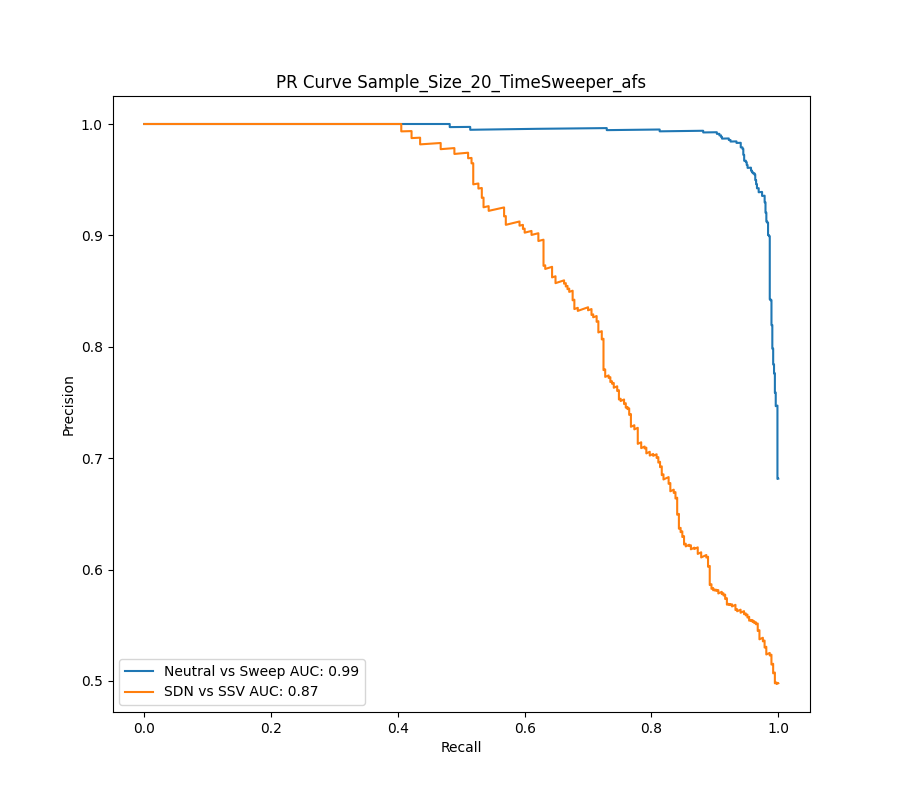 PR Curve Sample_Size_20_TimeSweeper_afs
1.0
0.9
0.8
0.7
0.6
0.5
Precision
Neutral vs Sweep AUC: 0.99
SDN vs SSV AUC: 0.87
0.0 0.2 0.4 0.6 0.8 1.0
Recall